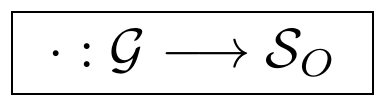 · : 𝒢 ⟶ 𝒮_O